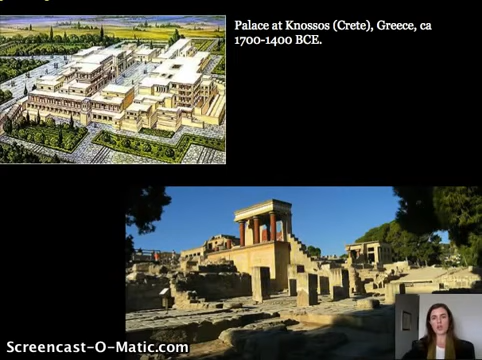 Palace at Knossos (Crete), Greece, ca
1700-1400 BCE.
Screencast-O-Matic.com